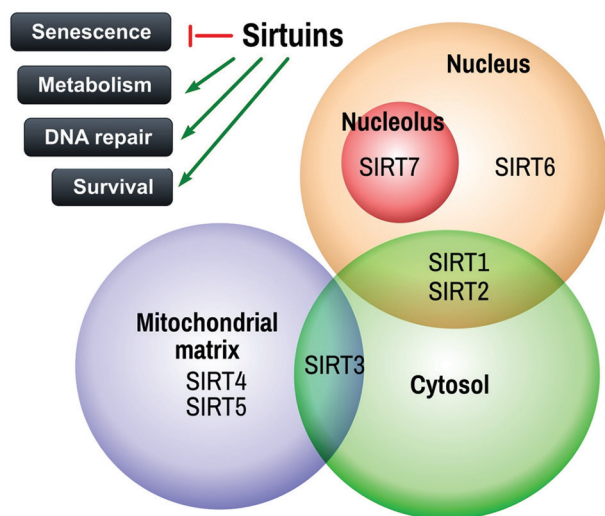 Senescence
Sirtuins
Metabolism
DNA repair
Survival
Nucleus
Nucleolus
SIRT7
SIRT6
SIRT1
SIRT2
Mitochondrial
matrix
SIRT4
SIRT5
SIRT3
Cytosol